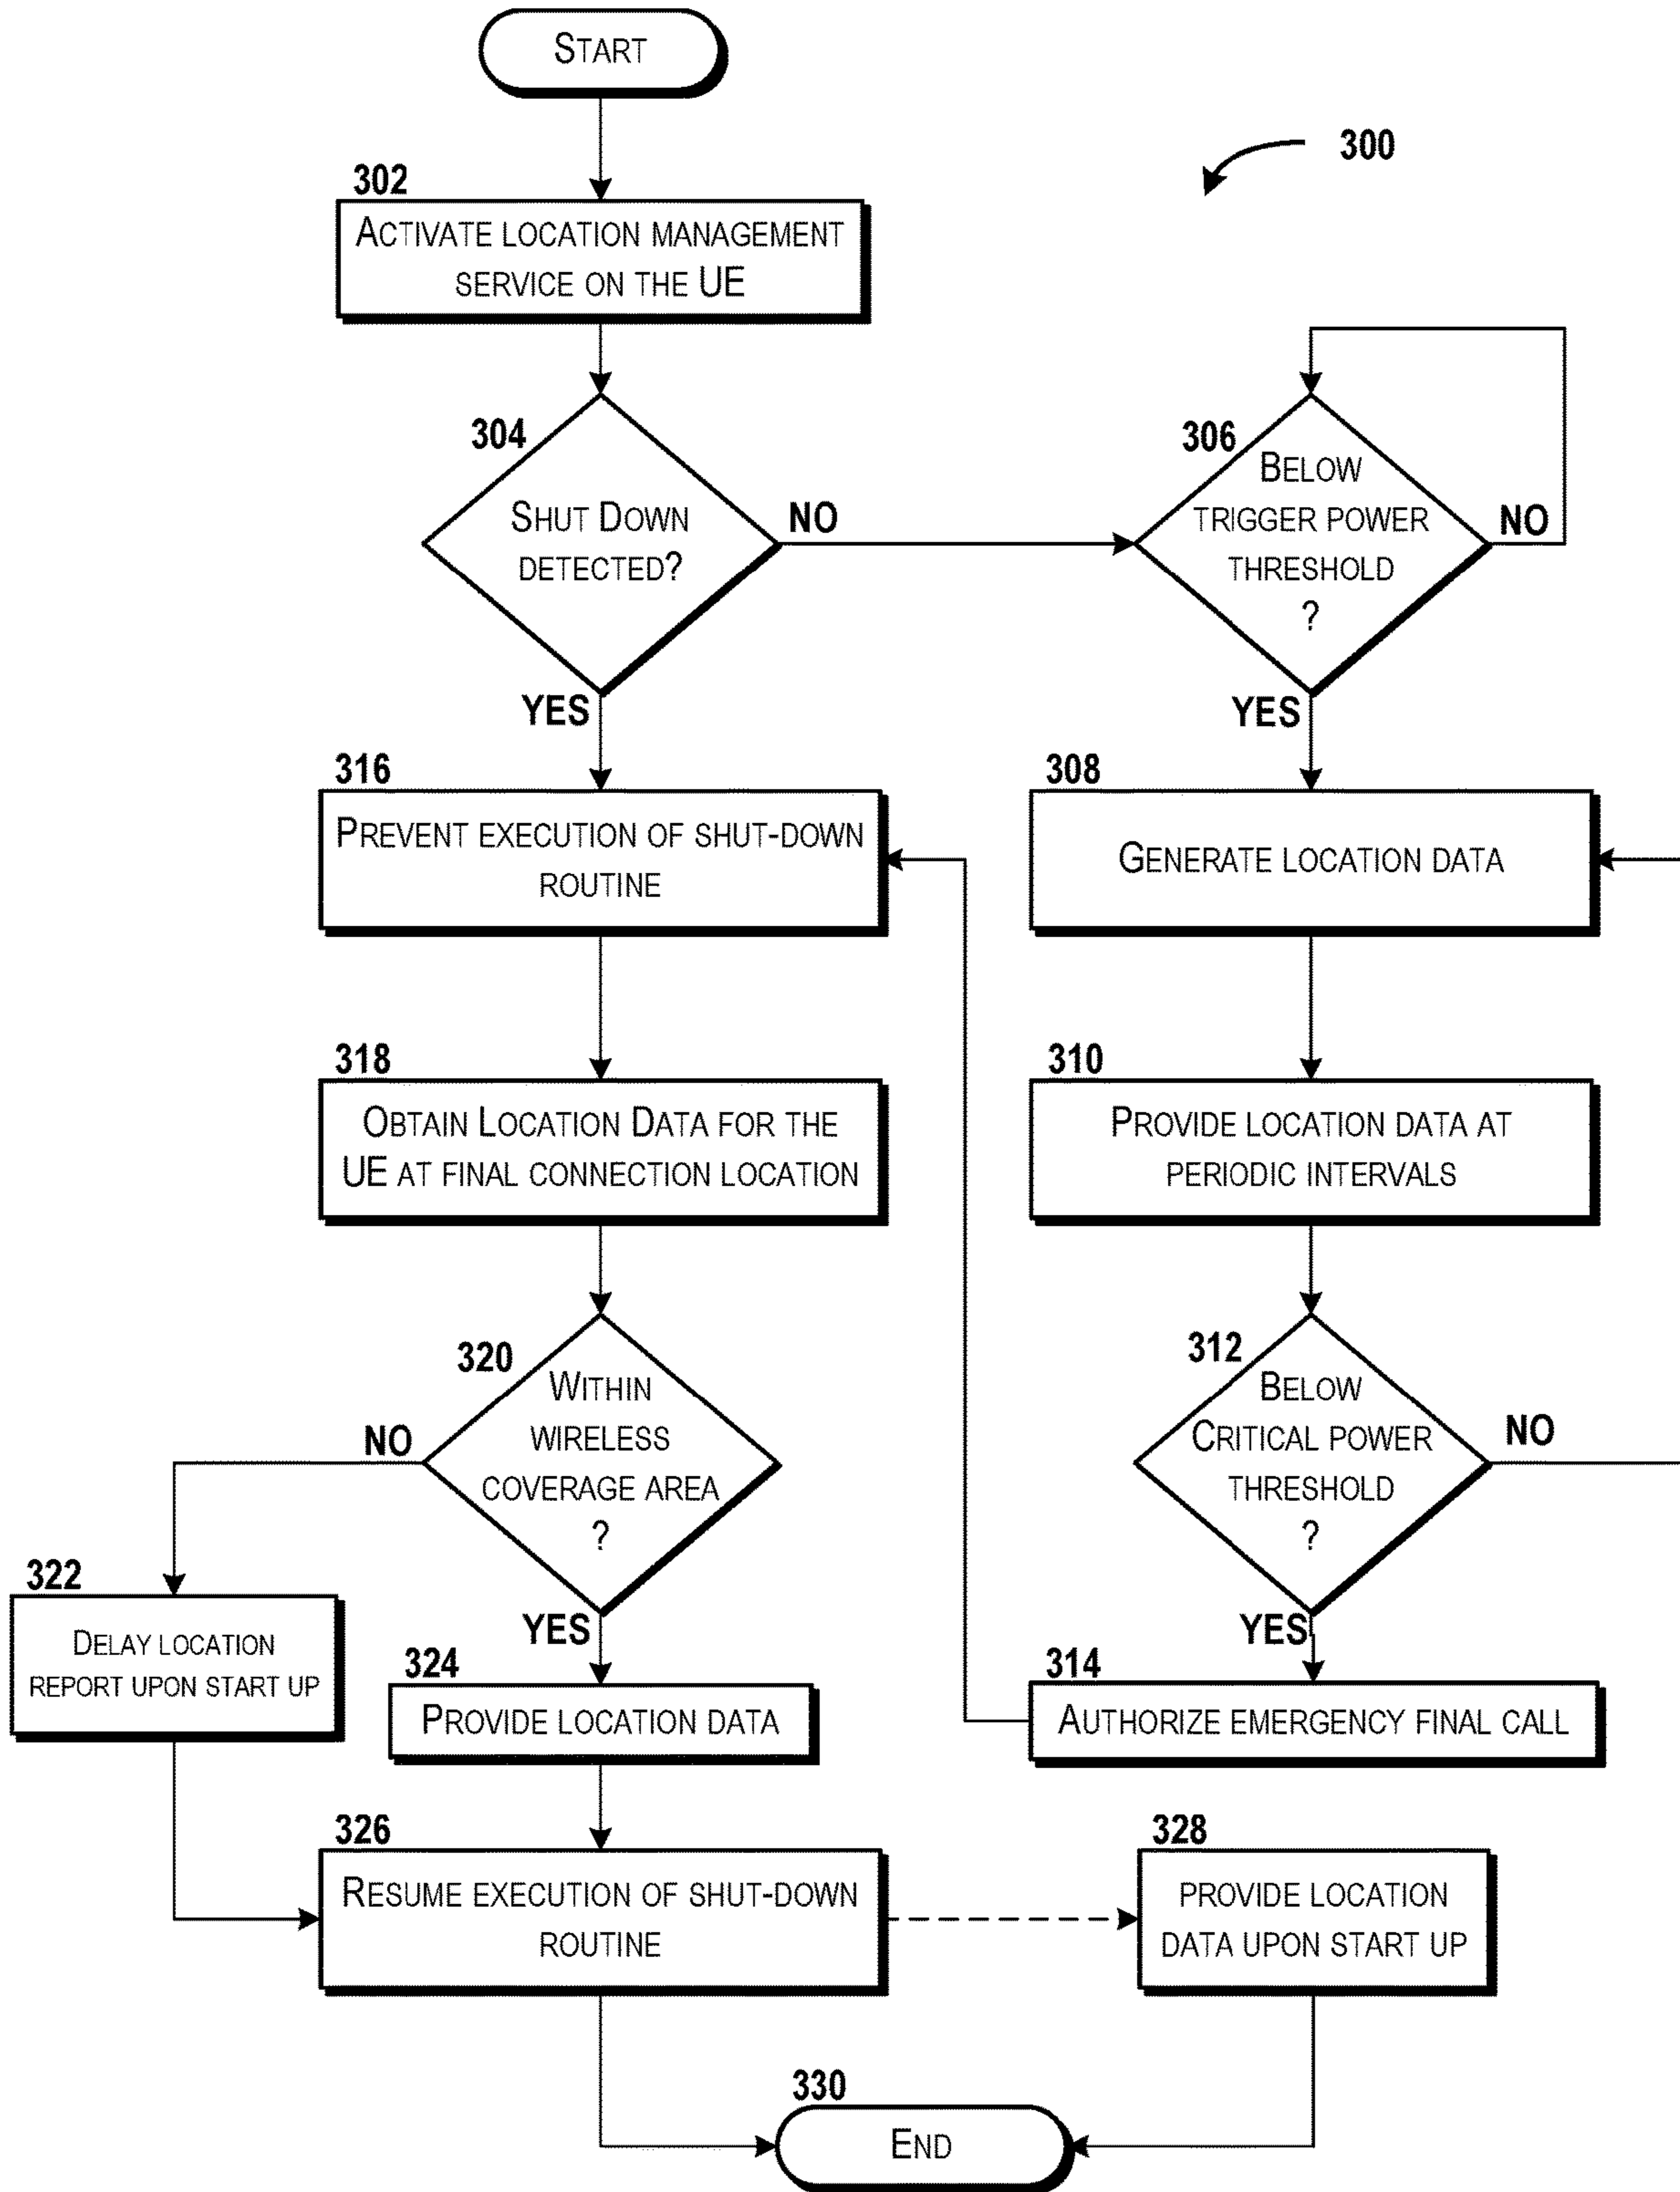 START
300
302
ACTIVATE LOCATION MANAGEMENT
SERVICE ON THE UE
304
SHUT DOWN
DETECTED?
NO
YES
306
BELOW
TRIGGER POWER
THRESHOLD
?
NO
YES
316
PREVENT EXECUTION OF SHUT-DOWN
ROUTINE
308
GENERATE LOCATION DATA
318
OBTAIN LOCATION DATA FOR THE
UE AT FINAL CONNECTION LOCATION
310
PROVIDE LOCATION DATA AT
PERIODIC INTERVALS
320
WITHIN
WIRELESS
COVERAGE AREA
?
NO
YES
312
BELOW
CRITICAL POWER
THRESHOLD
?
NO
YES
322
DELAY LOCATION
REPORT UPON START UP
324
PROVIDE LOCATION DATA
314
AUTHORIZE EMERGENCY FINAL CALL
326
RESUME EXECUTION OF SHUT-DOWN
ROUTINE
328
PROVIDE LOCATION
DATA UPON START UP
330
END